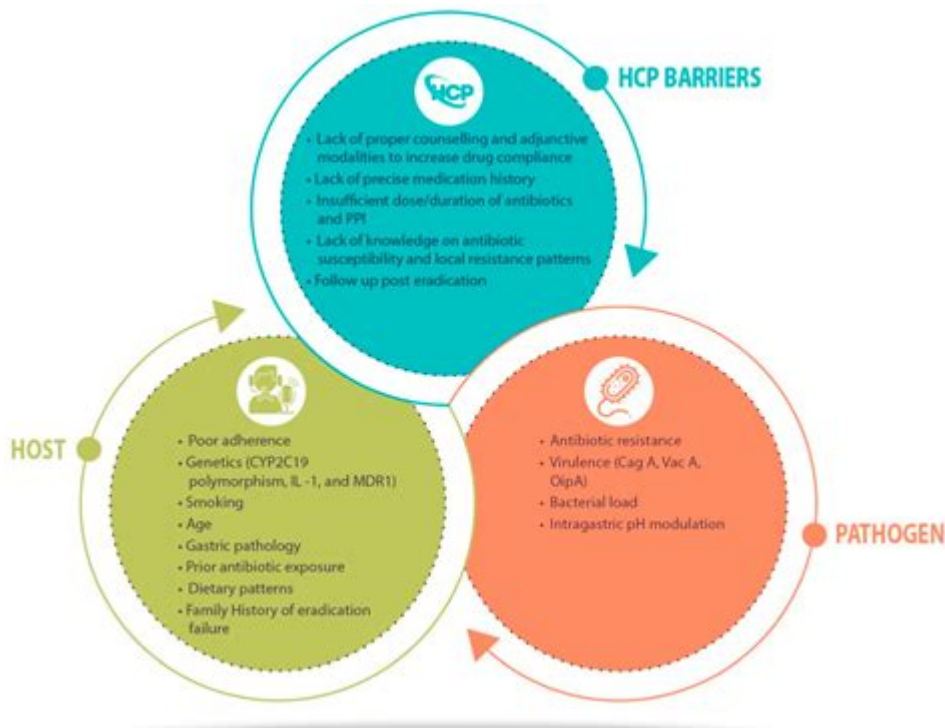 HCP BARRIERS
HCP
• Lack of proper counselling and adjunctive
modalities to increase drug compliance
• Lack of precise medication history
• Insufficient dose/duration of antibiotics
and PPI
• Lack of knowledge on antibiotic
susceptibility and local resistance patterns
• Follow up post eradication
HOST
• Poor adherence
• Genetics (CYP2C19
polymorphism, IL -1, and MDR1)
• Smoking
• Age
• Gastric pathology
• Prior antibiotic exposure
• Dietary patterns
• Family History of eradication
failure
• Antibiotic resistance
• Virulence (Cag A, Vac A,
OipA)
• Bacterial load
• Intragastric pH modulation
PATHOGEN